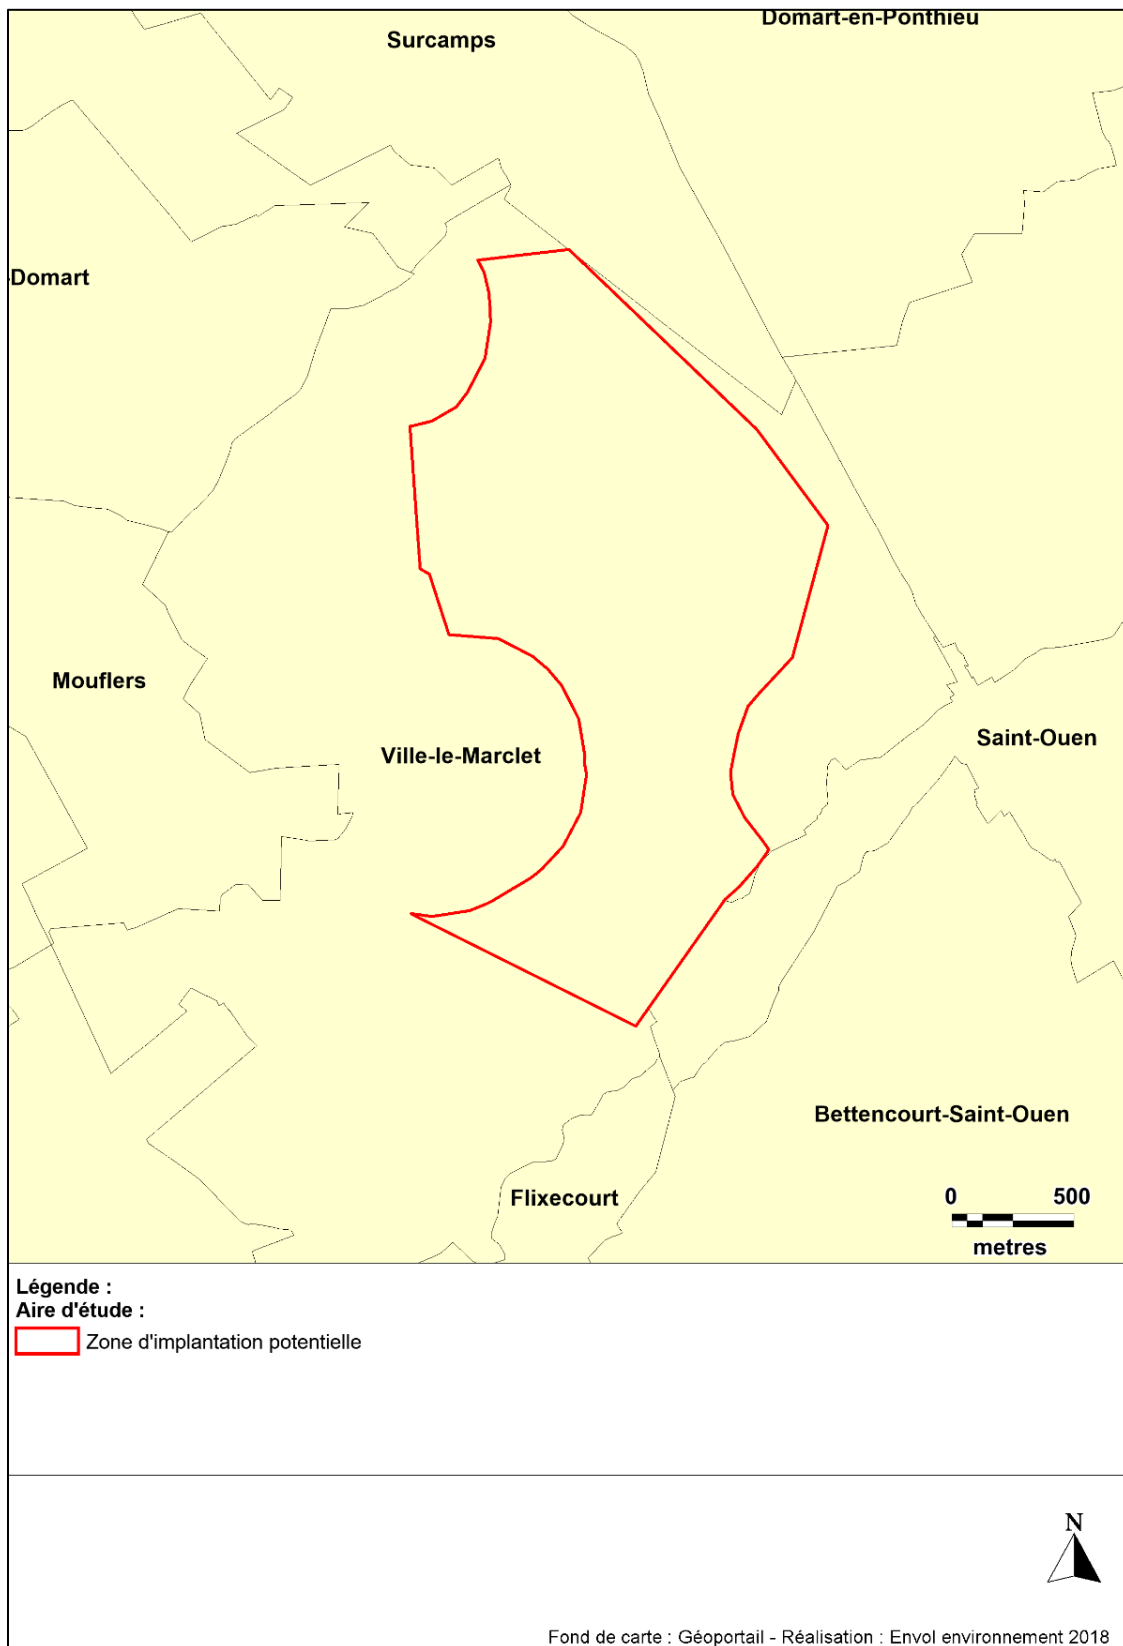 Domart-en-Ponthieu
Surcamps
-Domart
Mouflers
Ville-le-Marclet
Saint-Ouen
Bettencourt-Saint-Ouen
Flixecourt
0 500
metres
Légende :
Aire d'étude :
Zone d'implantation potentielle
N
Fond de carte : Géoportail - Réalisation : Envol environnement 2018